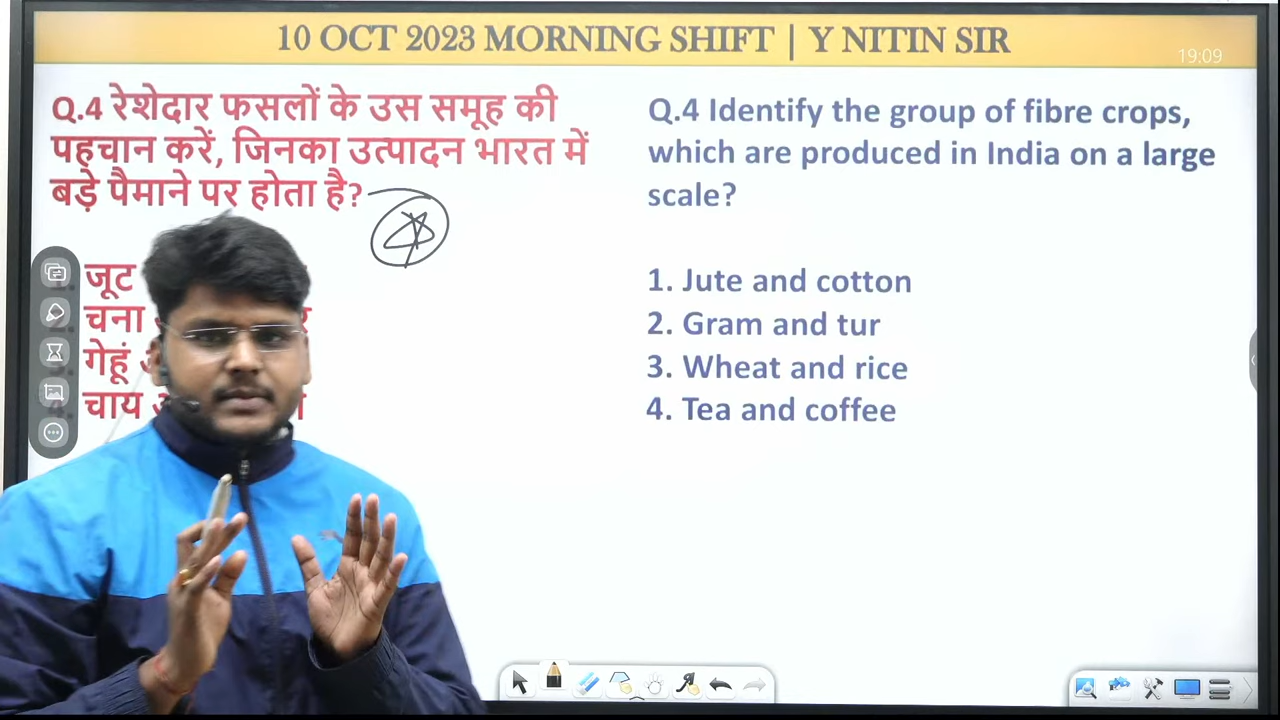 10 OCT 2023 MORNING SHIFT | Y NITIN SIR
19:09
Q.4 रेशेदार फसलों के उस समूह की
पहचान करें, जिनका उत्पादन भारत में
बड़े पैमाने पर होता है?
जूट
चना
गेहूं
चाय
Q.4 Identify the group of fibre crops,
which are produced in India on a large
scale?
1. Jute and cotton
2. Gram and tur
3. Wheat and rice
4. Tea and coffee